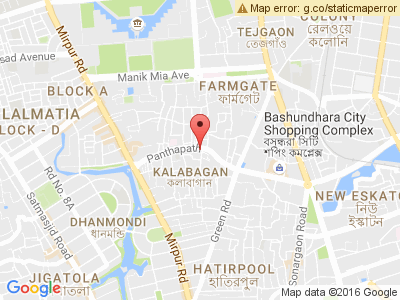 Map error: g.co/staticmaperror
COLONY
রেলওয়ে
কলোনি
TEJGAON
তেজগাঁও
Mirpur Rd
sad Avenue
Manik Mia Ave
FARMGATE
ফার্মগেট
BLOCK A
LALMATIA
BLOCK - D
Bashundhara City
Shopping Complex
বসুন্ধরা সিটি
শপিং কমপ্লেক্স
Panthapath
KALABAGAN
কলাবাগান
Rd No. 8A
Satmasjid Road
DHANMONDI
ধানমন্ডি
Mirpur Rd
Green Rd
Sonargaon Road
NEW ESKATO
নিউ
ইস্কাটন
JIGATOLA
HATIRPOOL
হাতিরপুল
Google
Map data ©2016 Google